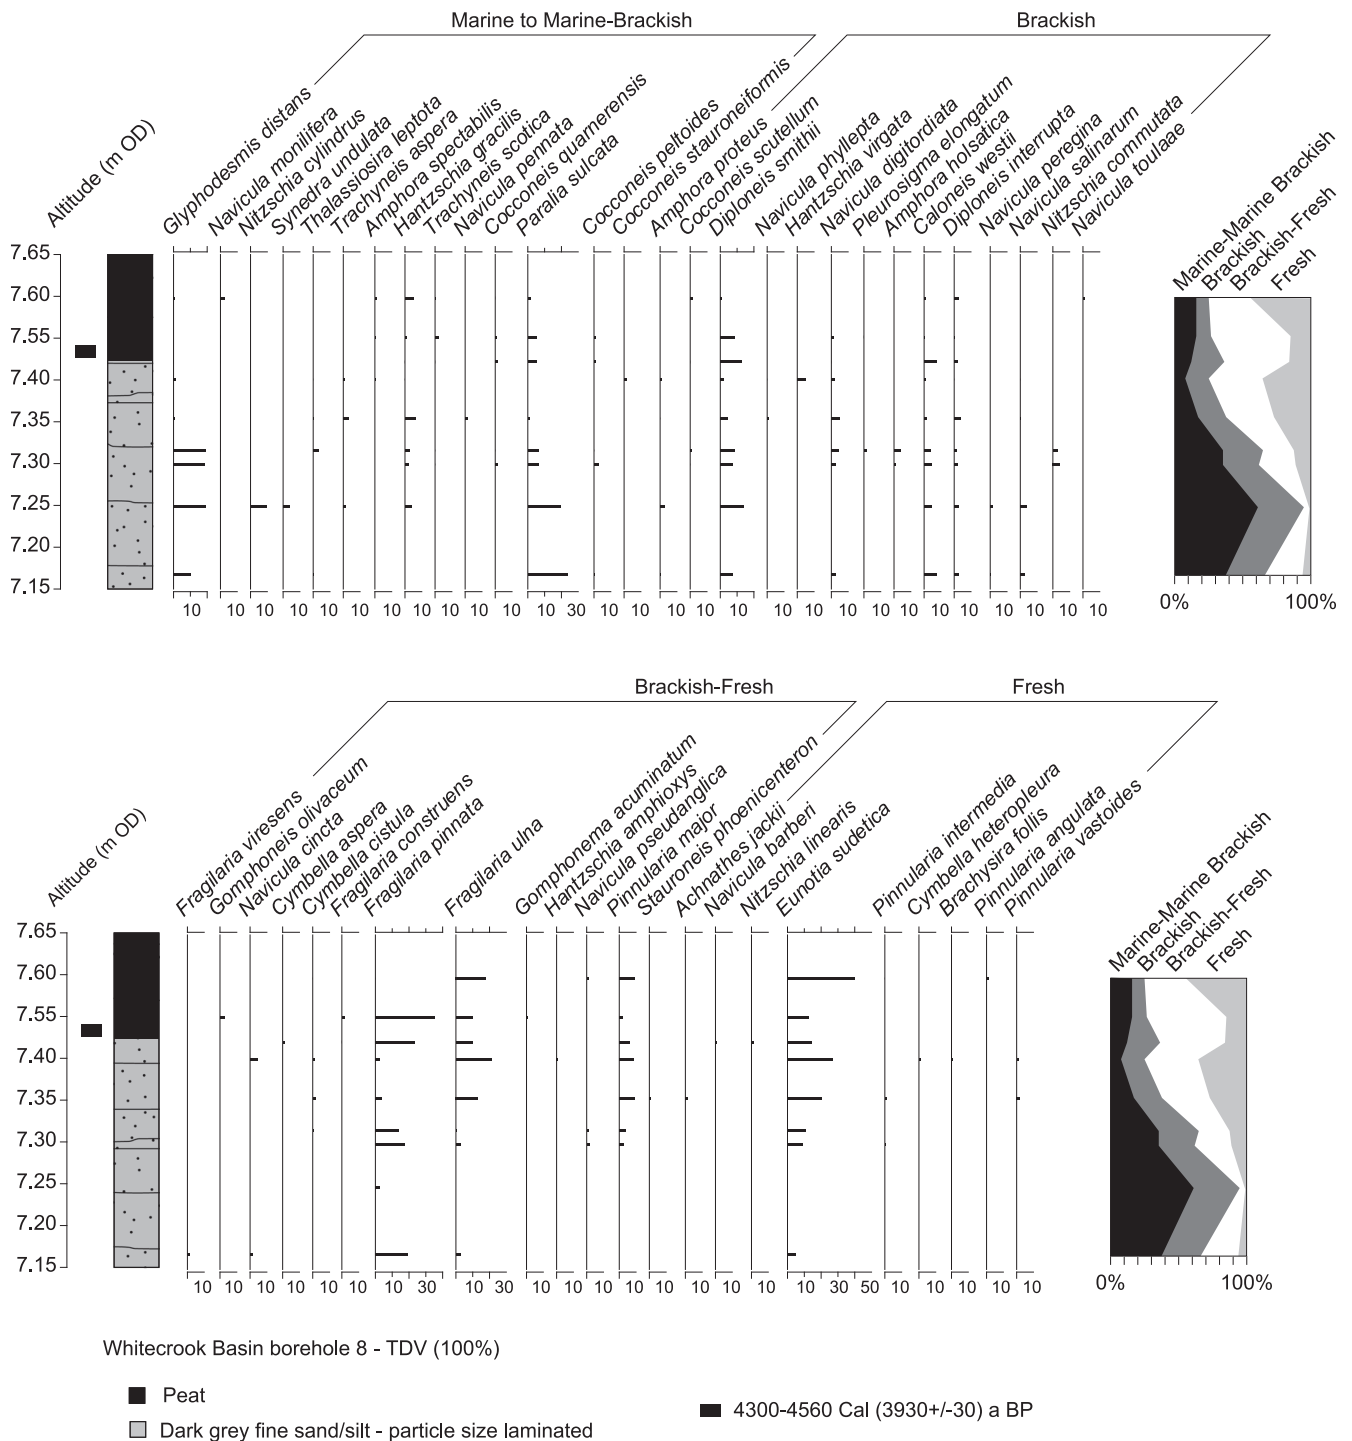 Marine to Marine-Brackish
Brackish
Altitude (m OD)
Glyphodesmis distans
Navicula monilifera
Nitzschia cylindrus
Synedra undulata
Thalassiosira leptota
Trachyneis aspera
Amphora spectabilis
Hantzschia gracilis
Trachyneis scotica
Navicula pennata
Cocconeis quarnerensis
Paralia sulcata
Cocconeis peltoides
Cocconeis stauroneiformis
Amphora proteus
Cocconeis scutellum
Diploneis smithii
Navicula phyllepta
Hantzschia virgata
Navicula digitordiata
Pleurosigma elongatum
Amphora holsatica
Caloneis westii
Diploneis interrupta
Navicula peregina
Navicula salinarum
Nitzschia commutata
Navicula toulaae
Marine-Marine Brackish
Brackish
Brackish-Fresh
Fresh
7.65
7.60
7.55
7.40
7.35
7.30
7.25
7.20
7.15
10 10 10 10 10 10 10 10 10 10 10 10 30 10 10 10 10 10 10 10 10 10 10 10 10 10 10 10 10
0% 100%
Brackish-Fresh
Fresh
Altitude (m OD)
Fragilaria viresens
Gomphoneis olivaceum
Navicula cincta
Cymbella aspera
Cymbella cistula
Fragilaria construens
Fragilaria pinnata
Fragilaria ulna
Gomphonema acuminatum
Hantzschia amphioxys
Navicula pseudanglica
Pinnularia major
Stauroneis phoenicenteron
Achnathes jackii
Navicula barberi
Nitzschia linearis
Eunotia sudetica
Pinnularia intermedia
Cymbella heteropleura
Brachysira follis
Pinnularia angulata
Pinnularia vastoides
Marine-Marine Brackish
Brackish
Brackish-Fresh
Fresh
7.65
7.60
7.55
7.40
7.35
7.30
7.25
7.20
7.15
10 10 10 10 10 10 10 30 10 30 10 10 10 10 10 10 10 10 10 30 50 10 10 10 10 10
0% 100%
Whitecrook Basin borehole 8 - TDV (100%)
Peat
4300-4560 Cal (3930+/-30) a BP
Dark grey fine sand/silt - particle size laminated